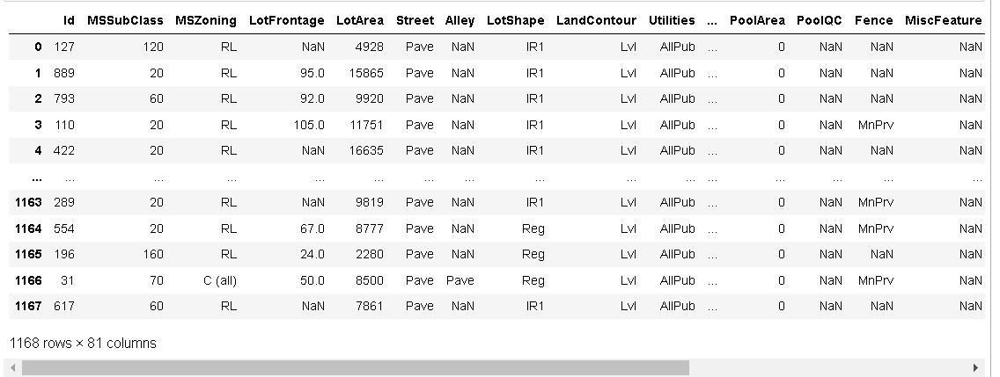 Id MSSubClass MSZoning LotFrontage LotArea Street Alley LotShape LandContour Utilities ... PoolArea PoolQC Fence MiscFeature
0 127 120 RL NaN 4928 Pave NaN IR1 Lvl AllPub ... 0 NaN NaN NaN
1 889 20 RL 95.0 15865 Pave NaN IR1 Lvl AllPub ... 0 NaN NaN NaN
2 793 60 RL 92.0 9920 Pave NaN IR1 Lvl AllPub ... 0 NaN NaN NaN
3 110 20 RL 105.0 11751 Pave NaN IR1 Lvl AllPub ... 0 NaN MnPrv NaN
4 422 20 RL NaN 16635 Pave NaN IR1 Lvl AllPub ... 0 NaN NaN NaN
... ... ... ... ... ... ... ... ... ... ... ... ... ... ... ...
1163 289 20 RL NaN 9819 Pave NaN IR1 Lvl AllPub ... 0 NaN MnPrv NaN
1164 554 20 RL 67.0 8777 Pave NaN Reg Lvl AllPub ... 0 NaN MnPrv NaN
1165 196 160 RL 24.0 2280 Pave NaN Reg Lvl AllPub ... 0 NaN NaN NaN
1166 31 70 C (all) 50.0 8500 Pave Pave Reg Lvl AllPub ... 0 NaN MnPrv NaN
1167 617 60 RL NaN 7861 Pave NaN IR1 Lvl AllPub ... 0 NaN NaN NaN
1168 rows × 81 columns